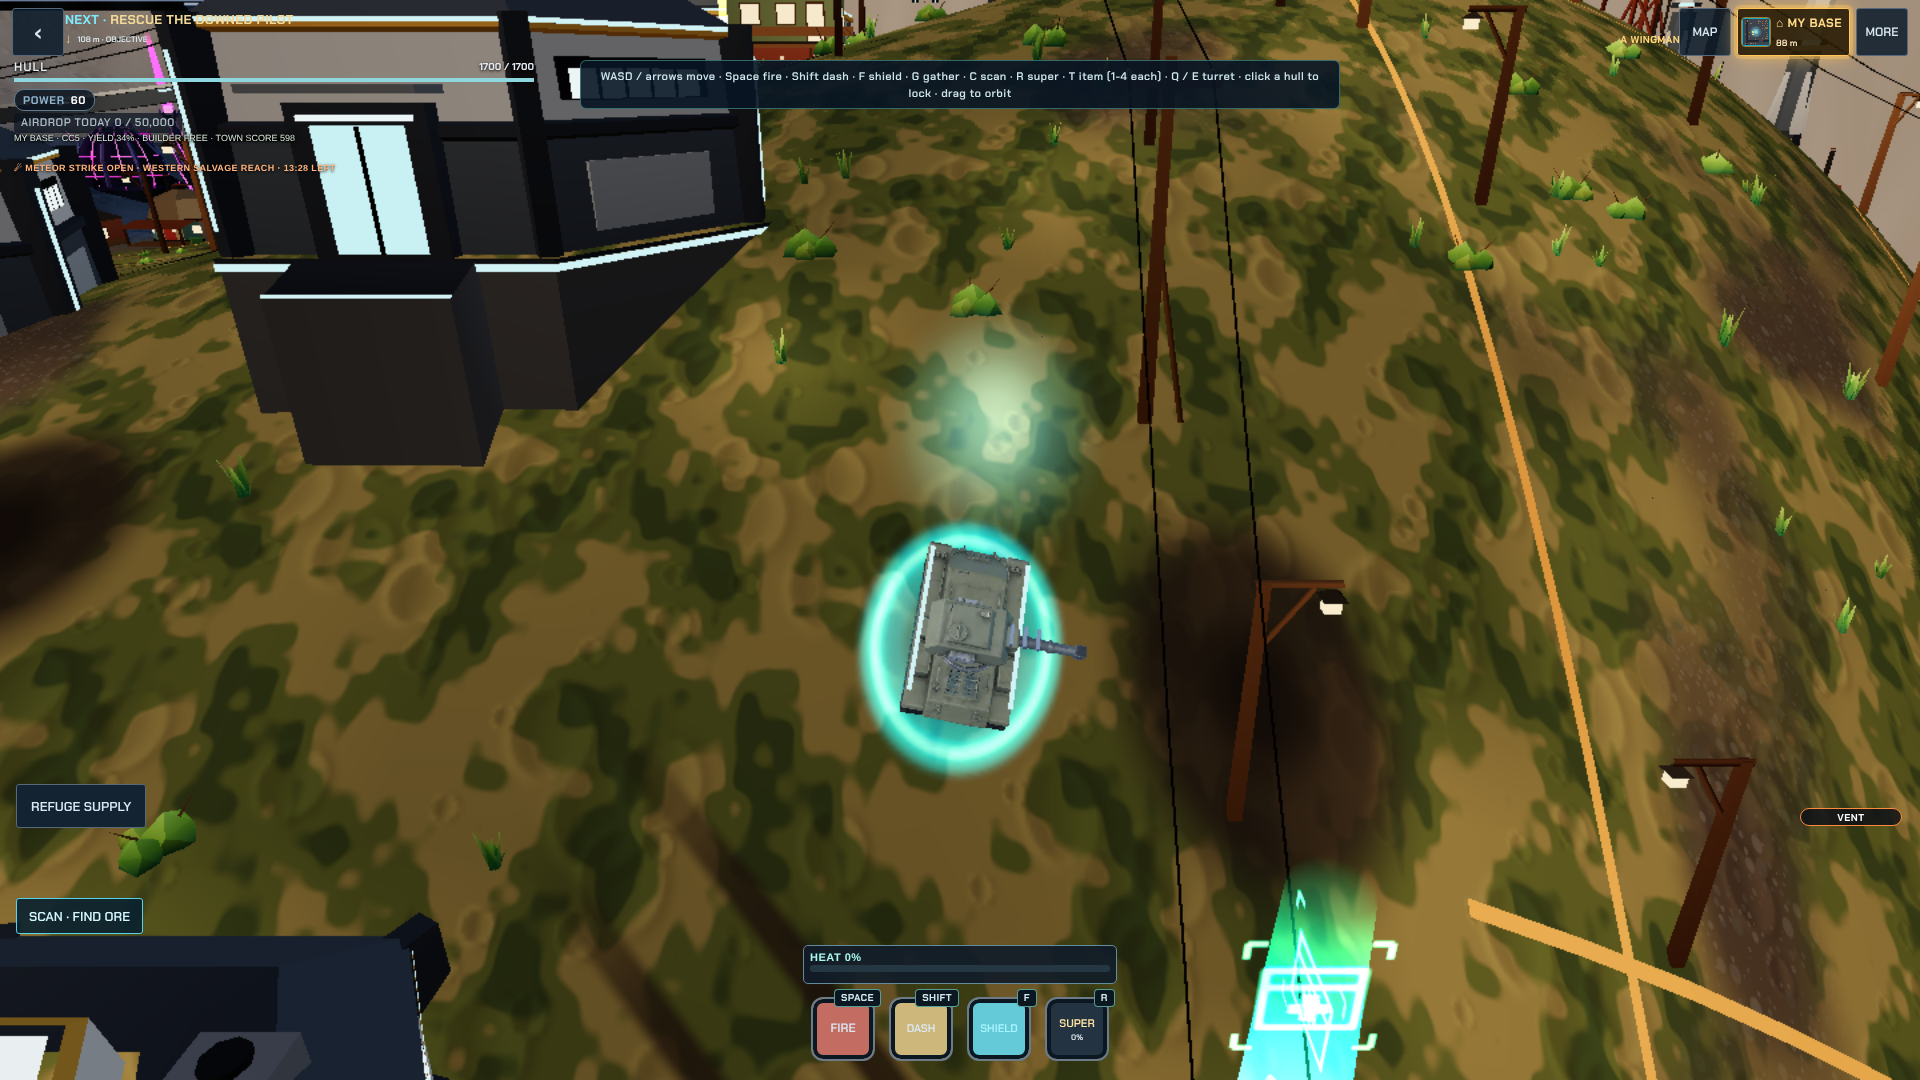 <
NEXT · RESCUE THE DOWNED PILOT
↓ 108 m · OBJECTIVE
HULL 1700 / 1700
POWER 60
AIRDROP TODAY 0 / 50,000
MY BASE · CC5 · YIELD 34% · BUILDER FREE · TOWN SCORE 598
METEOR STRIKE OPEN · WESTERN SALVAGE REACH · 13:28 LEFT
WASD / arrows move · Space fire · Shift dash · F shield · G gather · C scan · R super · T item (1-4 each) · Q / E turret · click a hull to
lock · drag to orbit
A WINGMAN
MAP
⌂ MY BASE
88 m
MORE
REFUGE SUPPLY
VENT
SCAN · FIND ORE
HEAT 0%
SPACE
FIRE
SHIFT
DASH
F
SHIELD
R
SUPER
0%